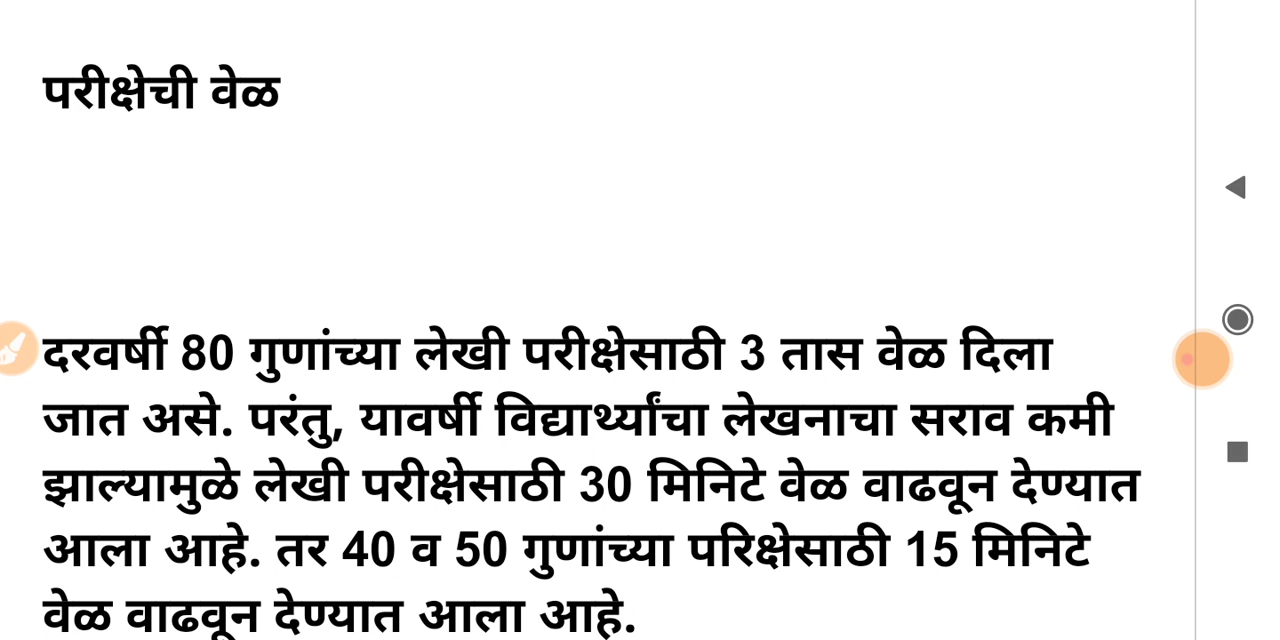 परीक्षेची वेळ
दरवर्षी 80 गुणांच्या लेखी परीक्षेसाठी 3 तास वेळ दिला
जात असे. परंतु, यावर्षी विद्यार्थ्यांचा लेखनाचा सराव कमी
झाल्यामुळे लेखी परीक्षेसाठी 30 मिनिटे वेळ वाढवून देण्यात
आला आहे. तर 40 व 50 गुणांच्या परिक्षेसाठी 15 मिनिटे
वेळ वाढवून देण्यात आला आहे.